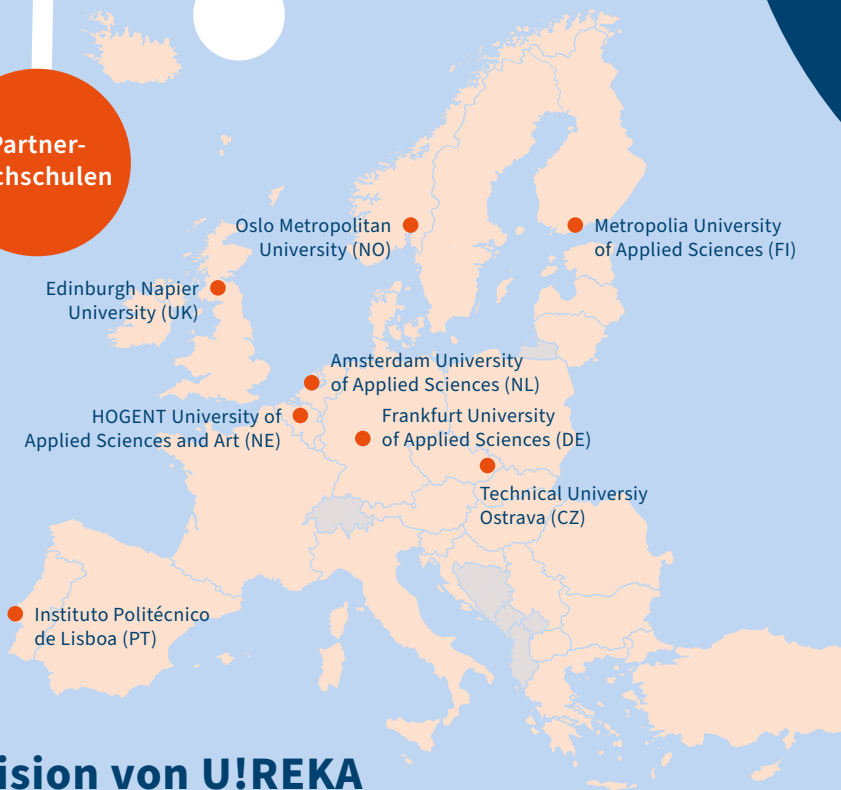 Partner-
chschulen
Oslo Metropolitan
University (NO)
Metropolia University
of Applied Sciences (FI)
Edinburgh Napier
University (UK)
Amsterdam University
of Applied Sciences (NL)
HOGENT University of
Applied Sciences and Art (NE)
Frankfurt University
of Applied Sciences (DE)
Technical Universiy
Ostrava (CZ)
Instituto Politécnico
de Lisboa (PT)
ision von U!REKA